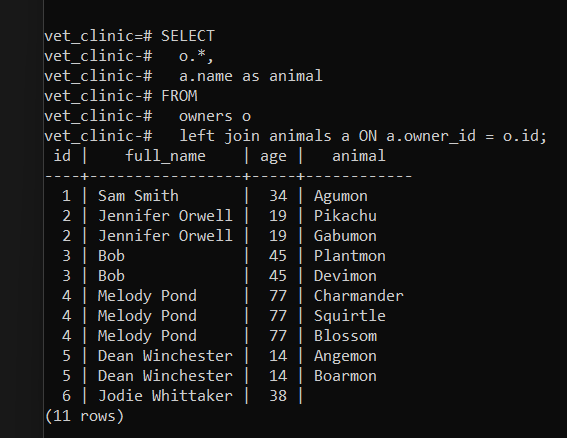 vet_clinic=# SELECT
vet_clinic-#   o.*,
vet_clinic-#   a.name as animal
vet_clinic-# FROM
vet_clinic-#   owners o
vet_clinic-#   left join animals a ON a.owner_id = o.id;
 id |    full_name    | age |   animal
----+-----------------+-----+------------
  1 | Sam Smith       |  34 | Agumon
  2 | Jennifer Orwell |  19 | Pikachu
  2 | Jennifer Orwell |  19 | Gabumon
  3 | Bob             |  45 | Plantmon
  3 | Bob             |  45 | Devimon
  4 | Melody Pond     |  77 | Charmander
  4 | Melody Pond     |  77 | Squirtle
  4 | Melody Pond     |  77 | Blossom
  5 | Dean Winchester |  14 | Angemon
  5 | Dean Winchester |  14 | Boarmon
  6 | Jodie Whittaker |  38 |
(11 rows)